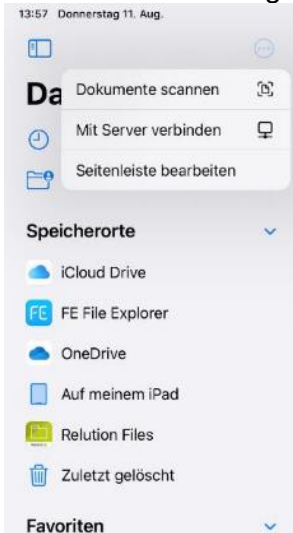 13:57 Donnerstag 11. Aug.
Da
Dokumente scannen
Mit Server verbinden
Seitenleiste bearbeiten
Speicherorte
iCloud Drive
FE FE File Explorer
OneDrive
Auf meinem iPad
Relution Files
Zuletzt gelöscht
Favoriten